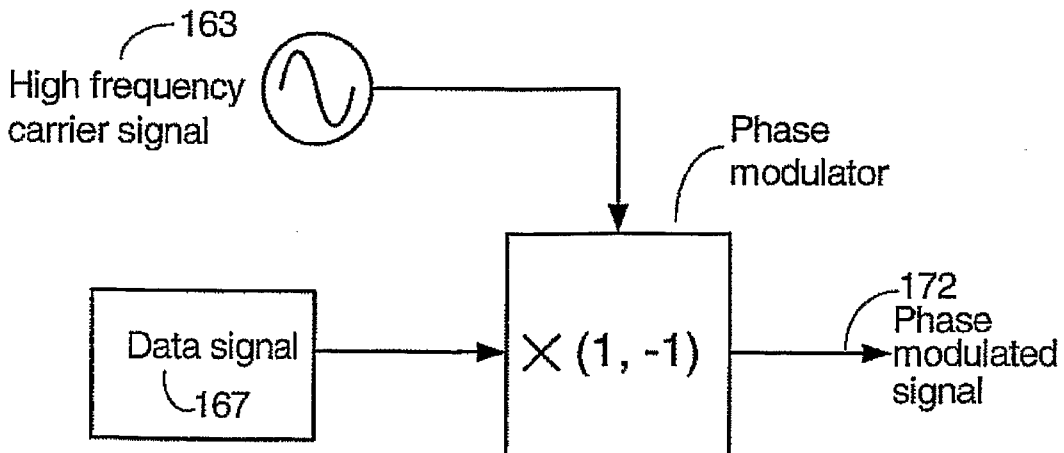 163
High frequency
carrier signal
Phase
modulator
Data signal
167
× (1, -1)
172
Phase
modulated
signal